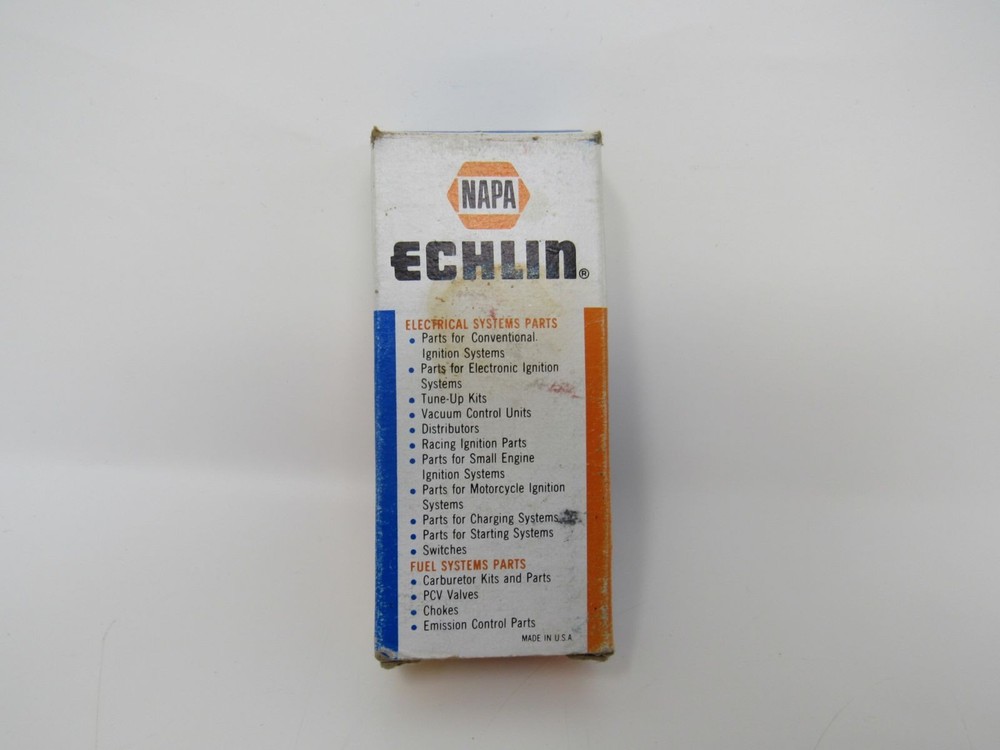 NAPA
ECHLIN®
ELECTRICAL SYSTEMS PARTS
• Parts for Conventional
Ignition Systems
• Parts for Electronic Ignition
Systems
• Tune-Up Kits
• Vacuum Control Units
• Distributors
• Racing Ignition Parts
• Parts for Small Engine
Ignition Systems
• Parts for Motorcycle Ignition
Systems
• Parts for Charging Systems
• Parts for Starting Systems
• Switches
FUEL SYSTEMS PARTS
• Carburetor Kits and Parts
• PCV Valves
• Chokes
• Emission Control Parts
MADE IN U.S.A.